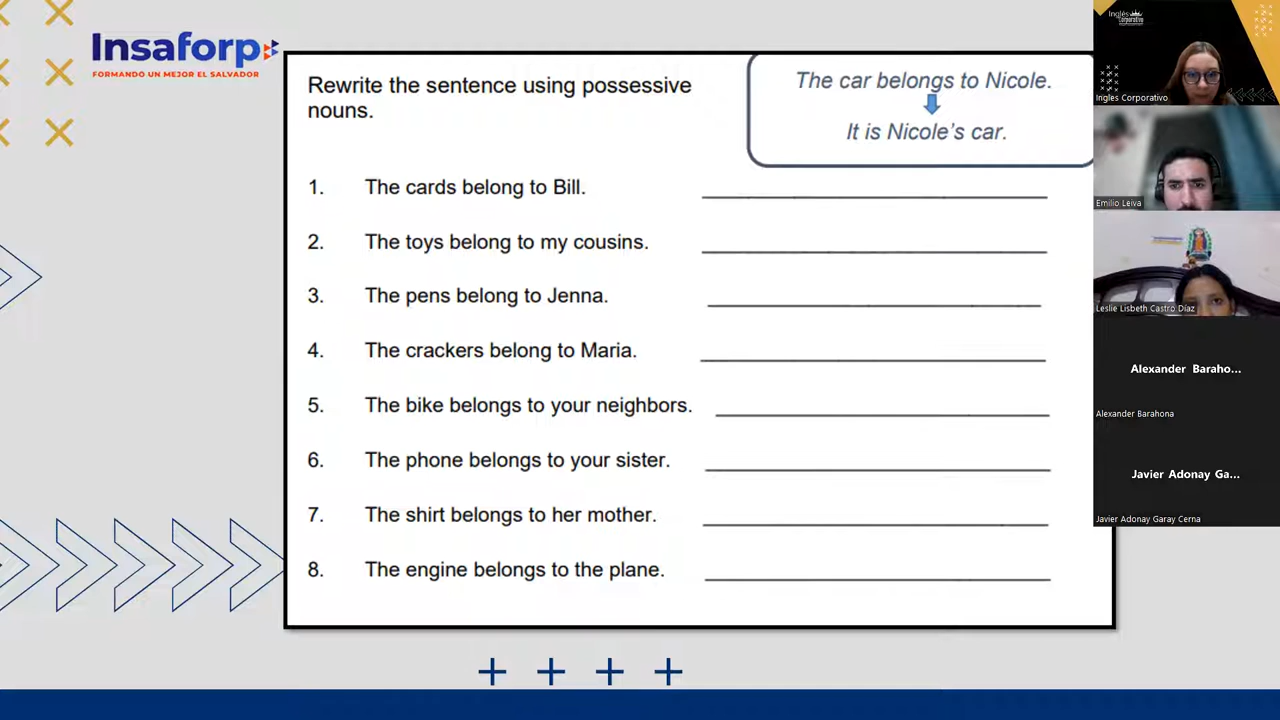 Insaforp
FORMANDO UN MEJOR EL SALVADOR
Rewrite the sentence using possessive
nouns.
The car belongs to Nicole.
It is Nicole's car.
1. The cards belong to Bill.
2. The toys belong to my cousins.
3. The pens belong to Jenna.
4. The crackers belong to Maria.
5. The bike belongs to your neighbors.
6. The phone belongs to your sister.
7. The shirt belongs to her mother.
8. The engine belongs to the plane.
Inglés
Corporativo
Ingles Corporativo
Emilio Leiva
Leslie Lisbeth Castro Díaz
Alexander Baraho...
Alexander Barahona
Javier Adonay Ga...
Javier Adonay Garay Cerna